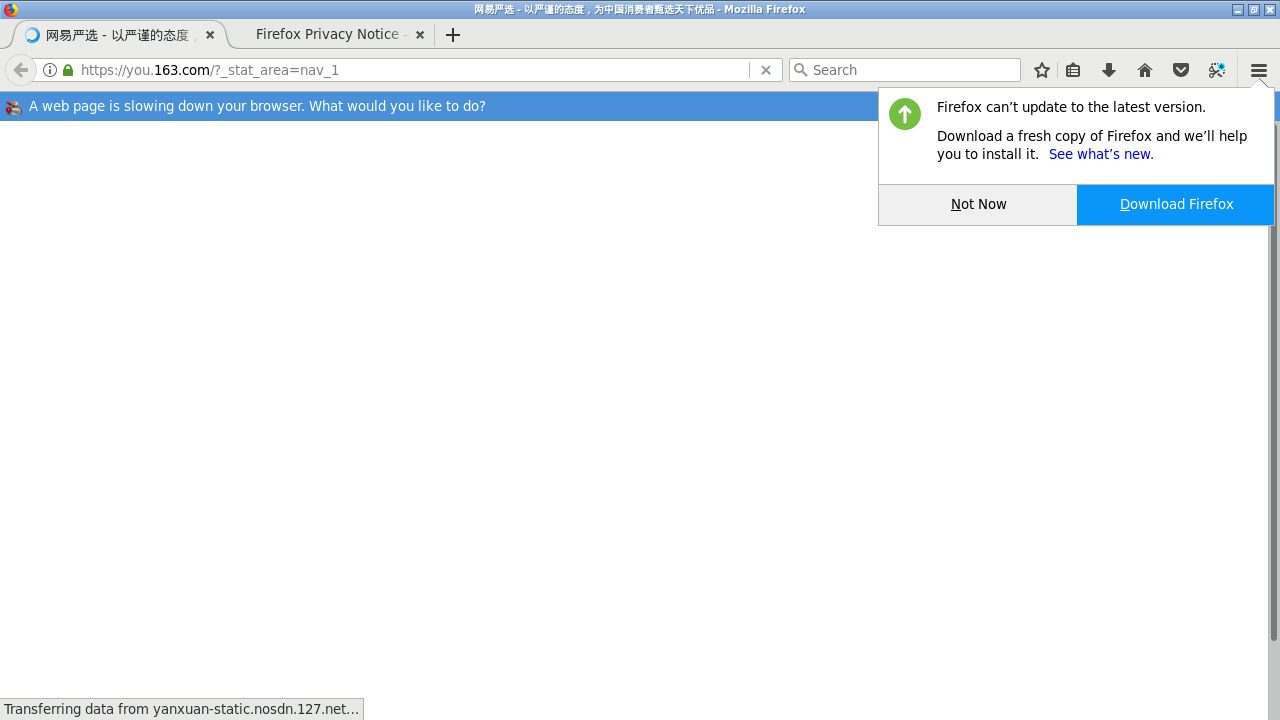 网易严选 - 以严谨的态度，为中国消费者甄选天下优品 - Mozilla Firefox
网易严选 - 以严谨的态度，
Firefox Privacy Notice –
https://you.163.com/?_stat_area=nav_1
Search
A web page is slowing down your browser. What would you like to do?
Firefox can’t update to the latest version.
Download a fresh copy of Firefox and we’ll help
you to install it. See what’s new.
Not Now
Download Firefox
Transferring data from yanxuan-static.nosdn.127.net…